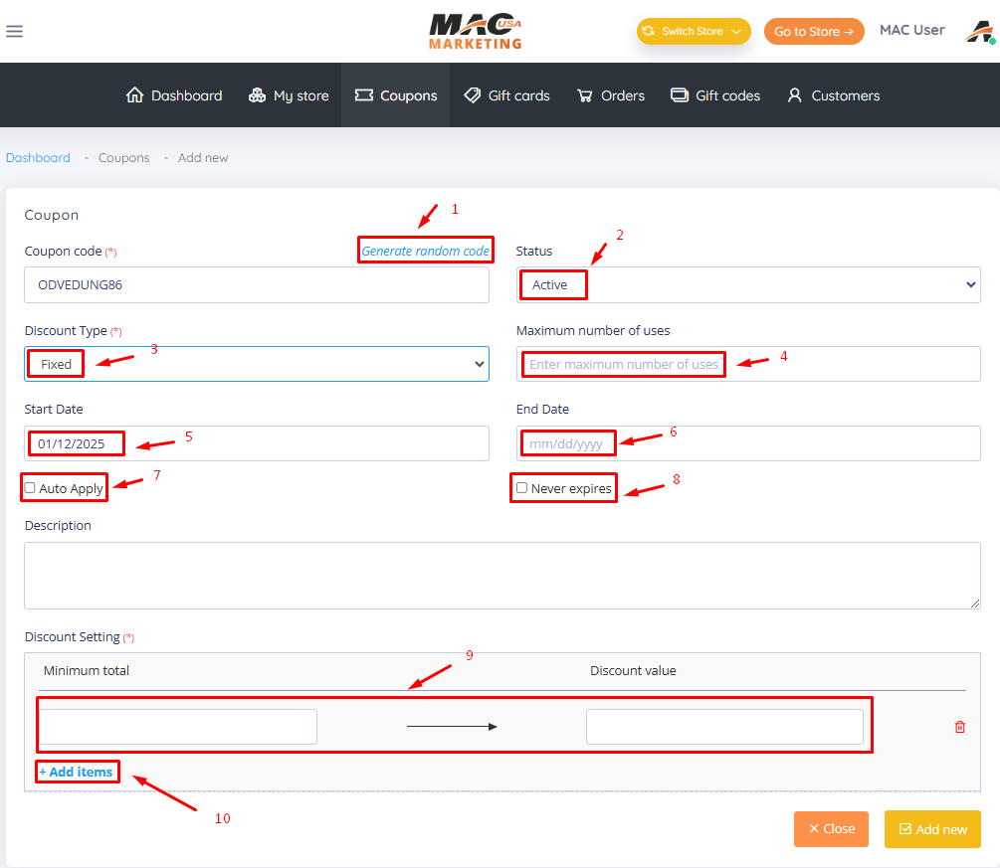 MAC USA
MARKETING
Switch Store
Go to Store →
MAC User
Dashboard My store Coupons Gift cards Orders Gift codes Customers
Dashboard - Coupons - Add new
Coupon
1
Coupon code (*) Generate random code
2
Status
ODVEDUNG86
Active
Discount Type (*)
Maximum number of uses
Fixed
3
Enter maximum number of uses
4
Start Date
End Date
01/12/2025
5
mm/dd/yyyy
6
Auto Apply
7
Never expires
8
Description
Discount Setting (*)
9
Minimum total
Discount value
+ Add items
10
× Close
Add new